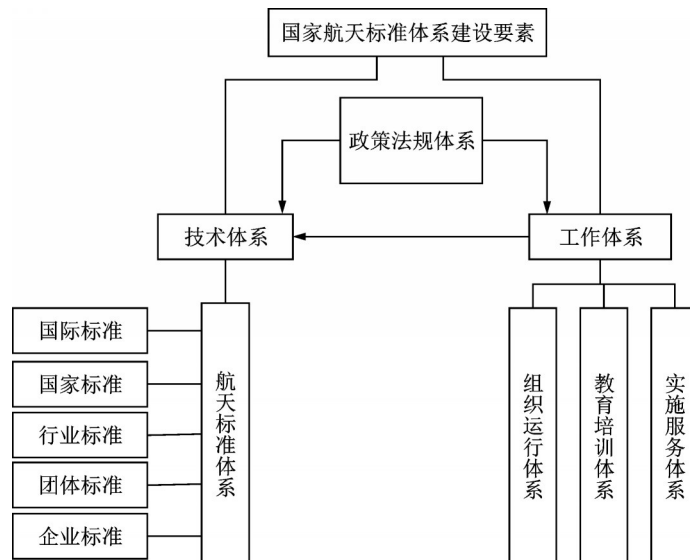 国家航天标准体系建设要素
政策法规体系
技术体系
工作体系
国际标准
国家标准
行业标准
团体标准
企业标准
航天标准体系
组织运行体系
教育培训体系
实施服务体系